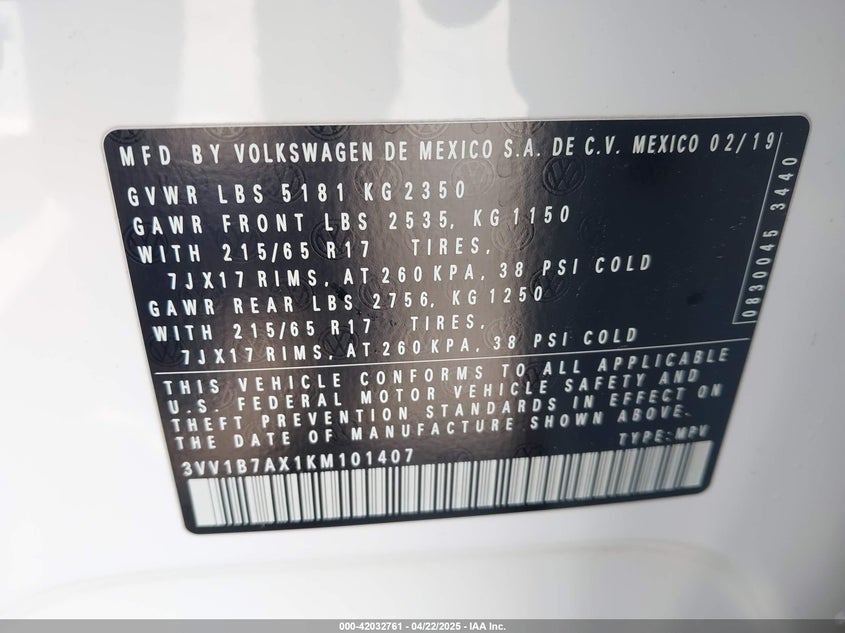 MFD BY VOLKSWAGEN DE MEXICO S.A. DE C.V. MEXICO 02/19
GVWR LBS 5181 KG 2350
GAWR FRONT LBS 2535, KG 1150
WITH 215/65 R17 TIRES,
7JX17 RIMS, AT 260 KPA, 38 PSI COLD
GAWR REAR LBS 2756, KG 1250
WITH 215/65 R17 TIRES,
7JX17 RIMS, AT 260 KPA, 38 PSI COLD
0830045 3440
THIS VEHICLE CONFORMS TO ALL APPLICABLE
U.S. FEDERAL MOTOR VEHICLE SAFETY AND
THEFT PREVENTION STANDARDS IN EFFECT ON
THE DATE OF MANUFACTURE SHOWN ABOVE.
3VV1B7AX1KM101407 TYPE: MPV
000-42032761 - 04/22/2025 - IAA Inc.